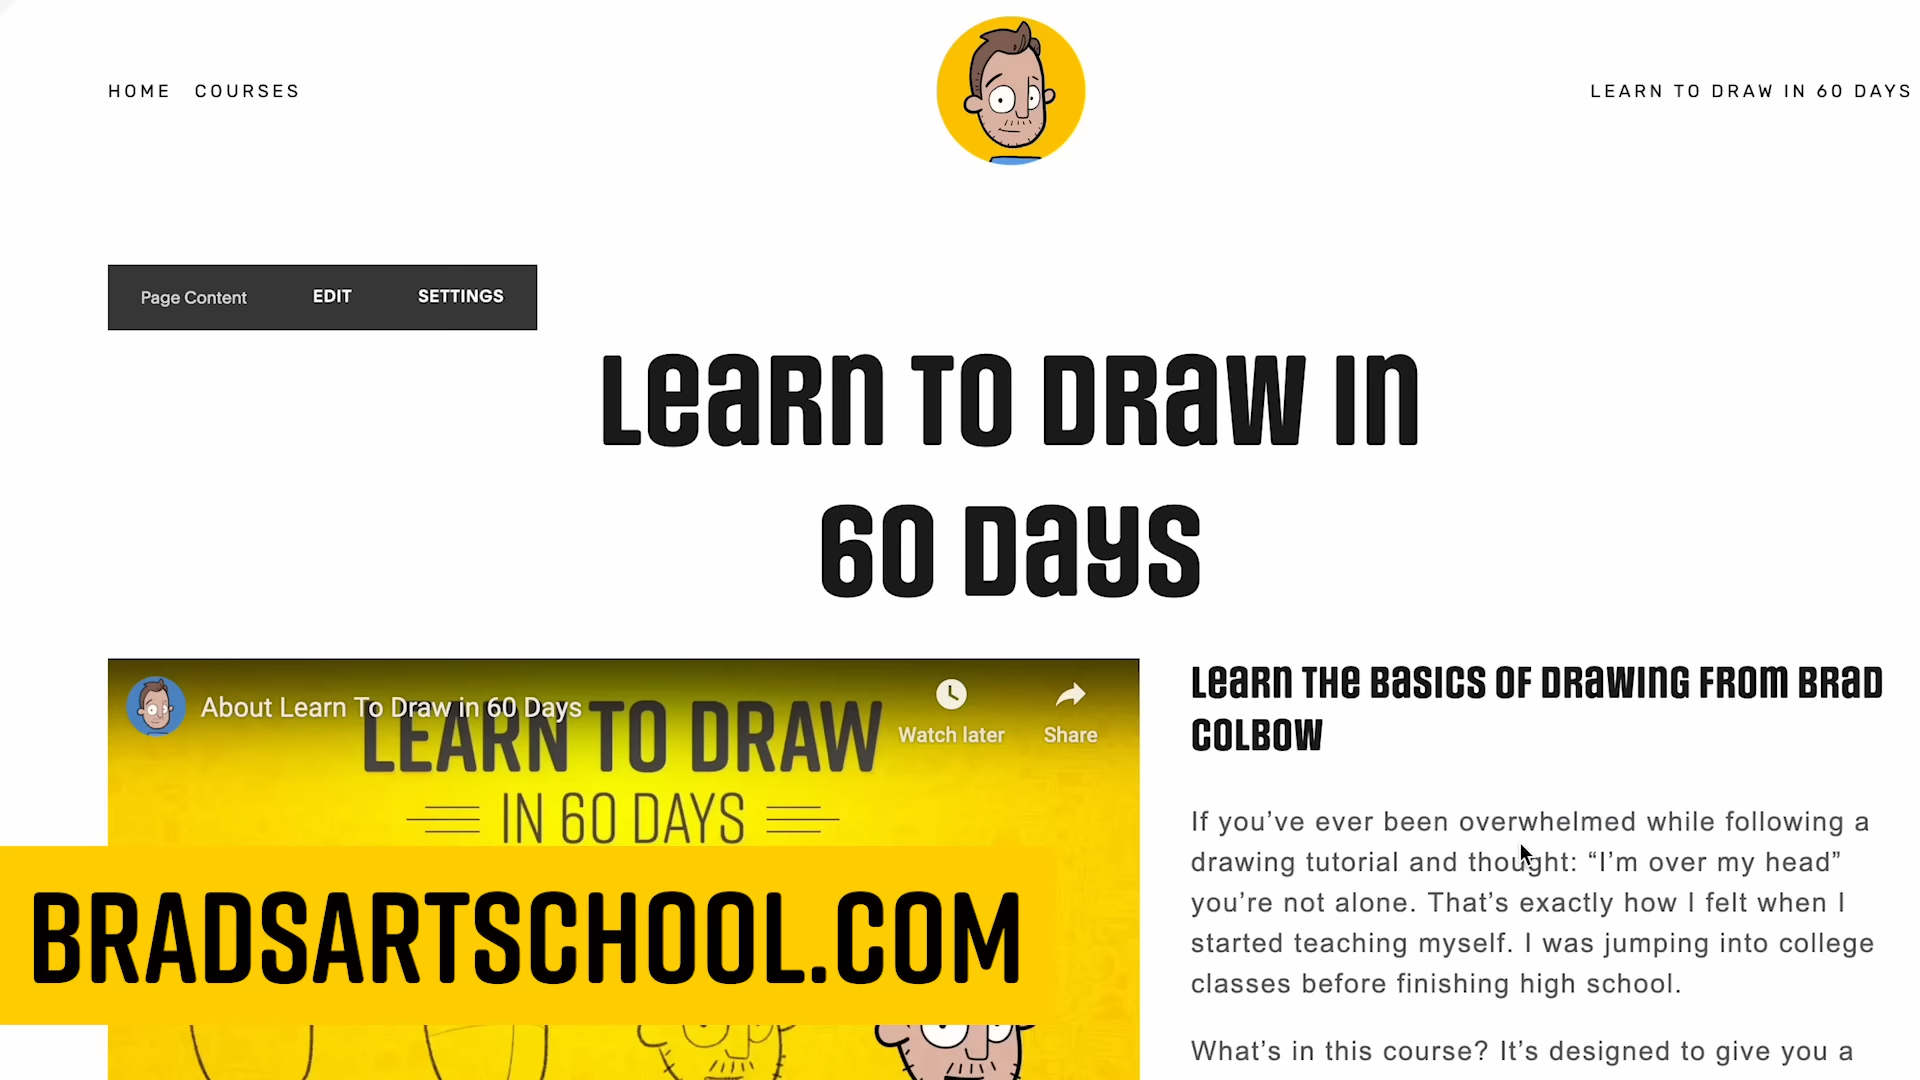 HOME COURSES
LEARN TO DRAW IN 60 DAYS
Page Content EDIT SETTINGS
Learn To Draw in
60 Days
About Learn To Draw in 60 Days
Watch later
Share
LEARN TO DRAW
IN 60 DAYS
BRADSARTSCHOOL.COM
Learn the basics of drawing from Brad
Colbow
If you’ve ever been overwhelmed while following a
drawing tutorial and thought: “I’m over my head”
you’re not alone. That’s exactly how I felt when I
started teaching myself. I was jumping into college
classes before finishing high school.
What’s in this course? It’s designed to give you a